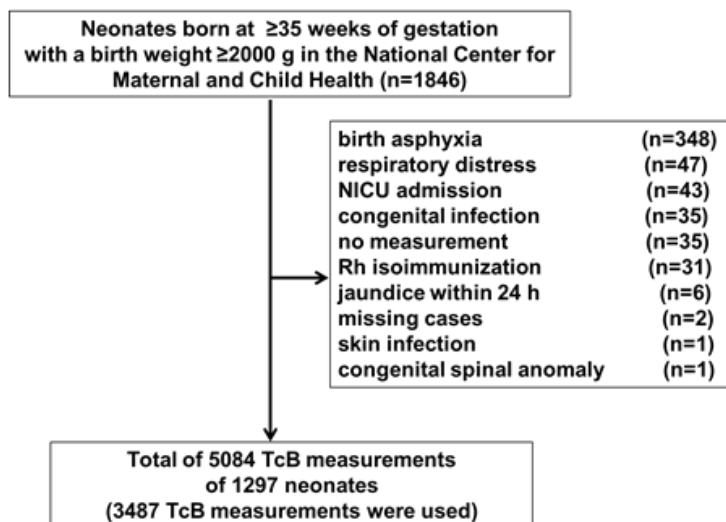 Neonates born at ≥35 weeks of gestation
with a birth weight ≥2000 g in the National Center for
Maternal and Child Health (n=1846)
birth asphyxia (n=348)
respiratory distress (n=47)
NICU admission (n=43)
congenital infection (n=35)
no measurement (n=35)
Rh isoimmunization (n=31)
jaundice within 24 h (n=6)
missing cases (n=2)
skin infection (n=1)
congenital spinal anomaly (n=1)
Total of 5084 TcB measurements
of 1297 neonates
(3487 TcB measurements were used)